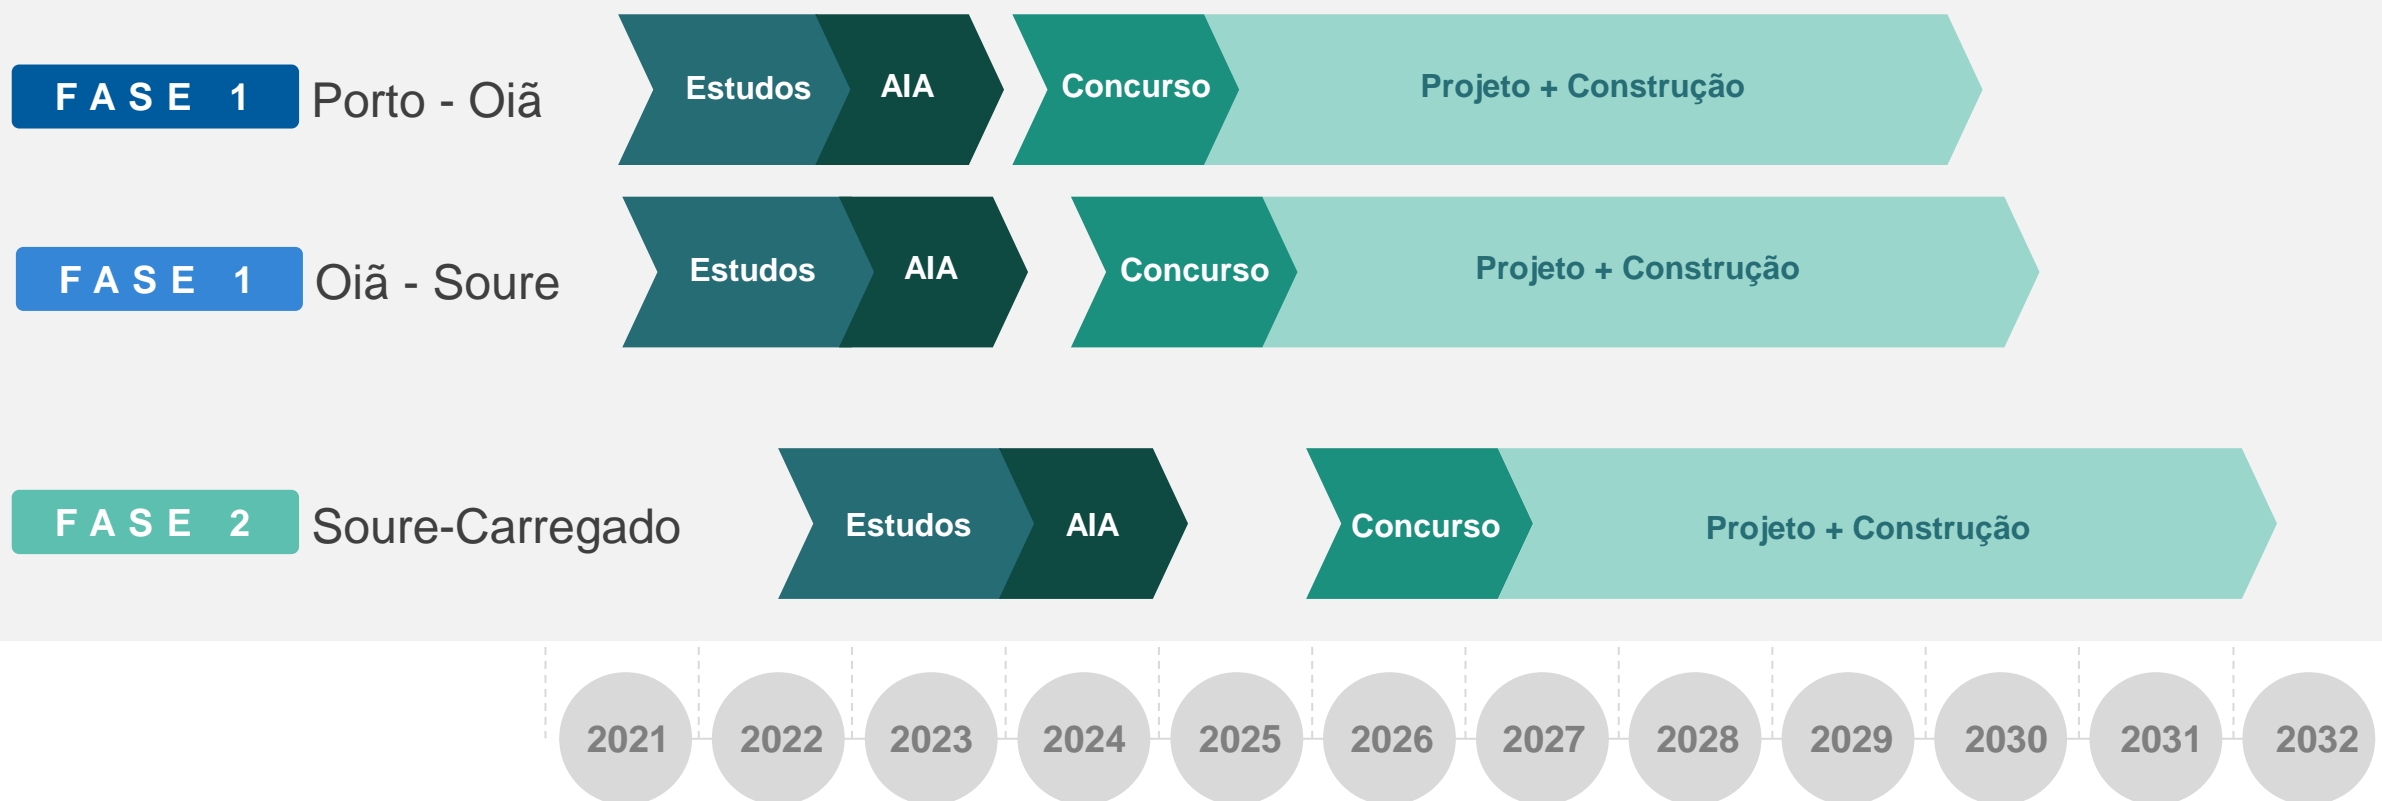 FASE 1 Porto - Oiã Estudos AIA Concurso Projeto + Construção
FASE 1 Oiã - Soure Estudos AIA Concurso Projeto + Construção
FASE 2 Soure-Carregado Estudos AIA Concurso Projeto + Construção
2021 2022 2023 2024 2025 2026 2027 2028 2029 2030 2031 2032